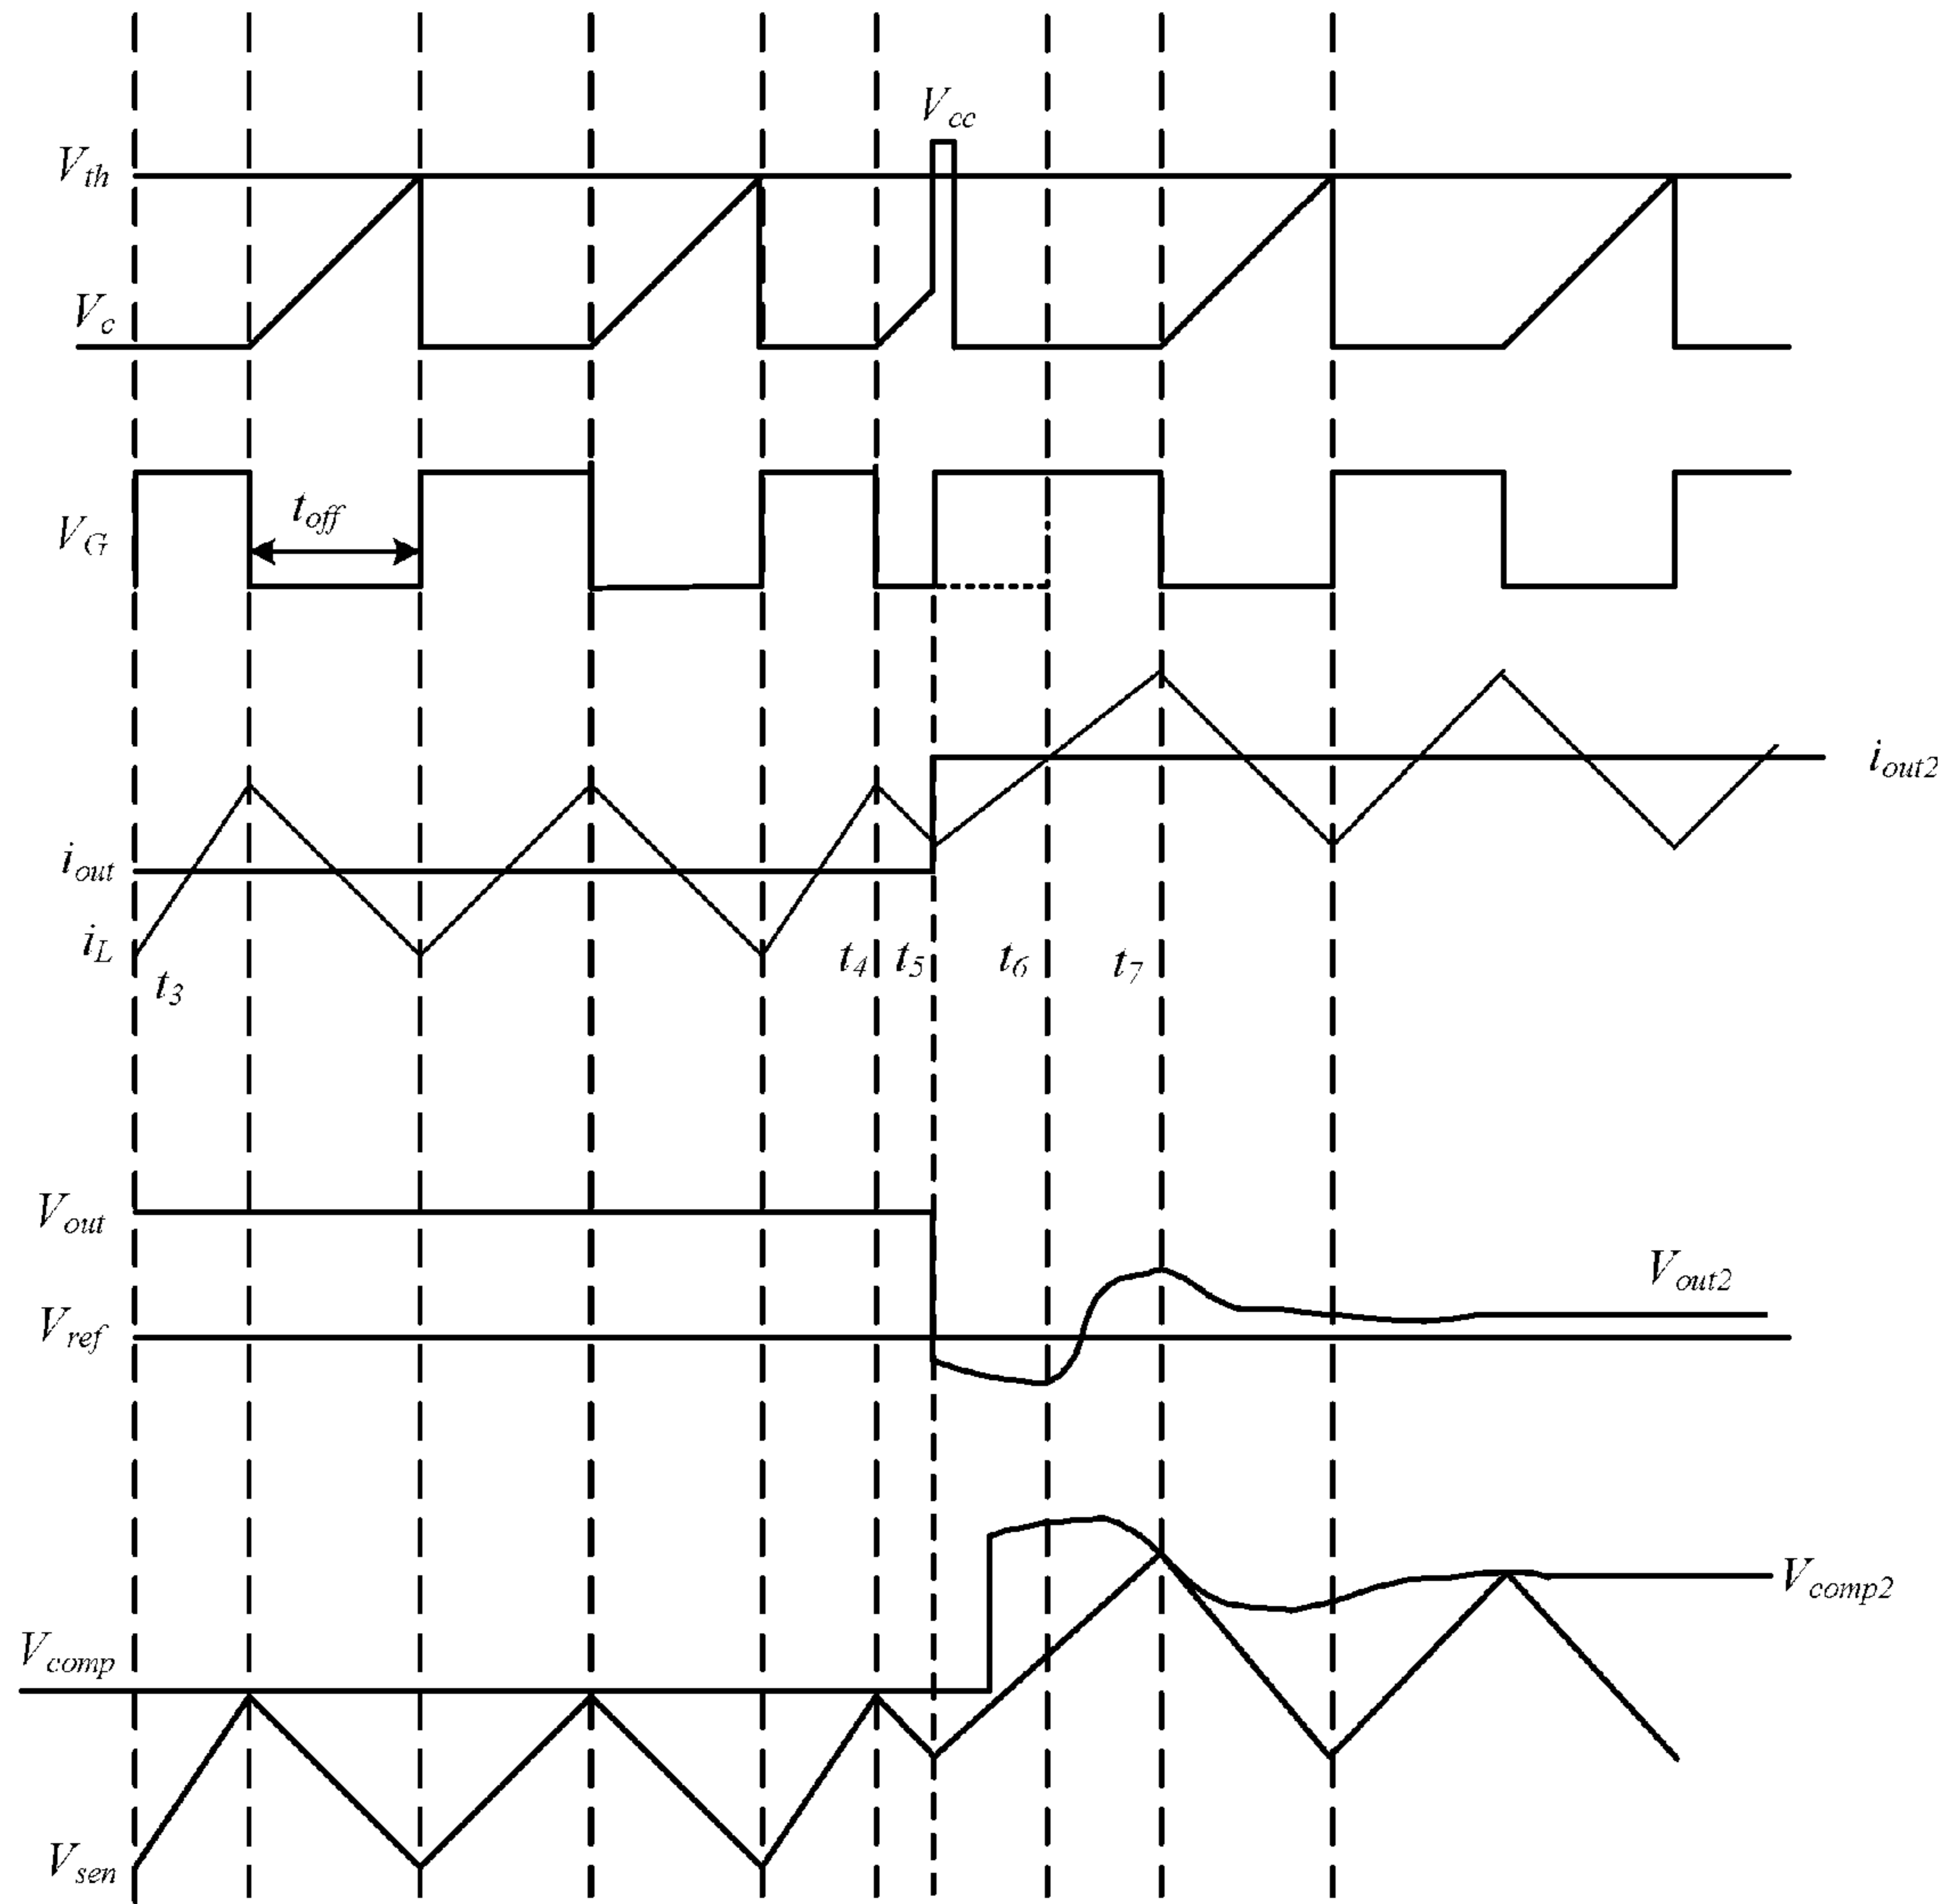 V_cc
V_th
V_c
t_off
V_G
i_out2
i_out
i_L
t_3
t_4
t_5
t_6
t_7
V_out
V_out2
V_ref
V_comp2
V_comp
V_sen